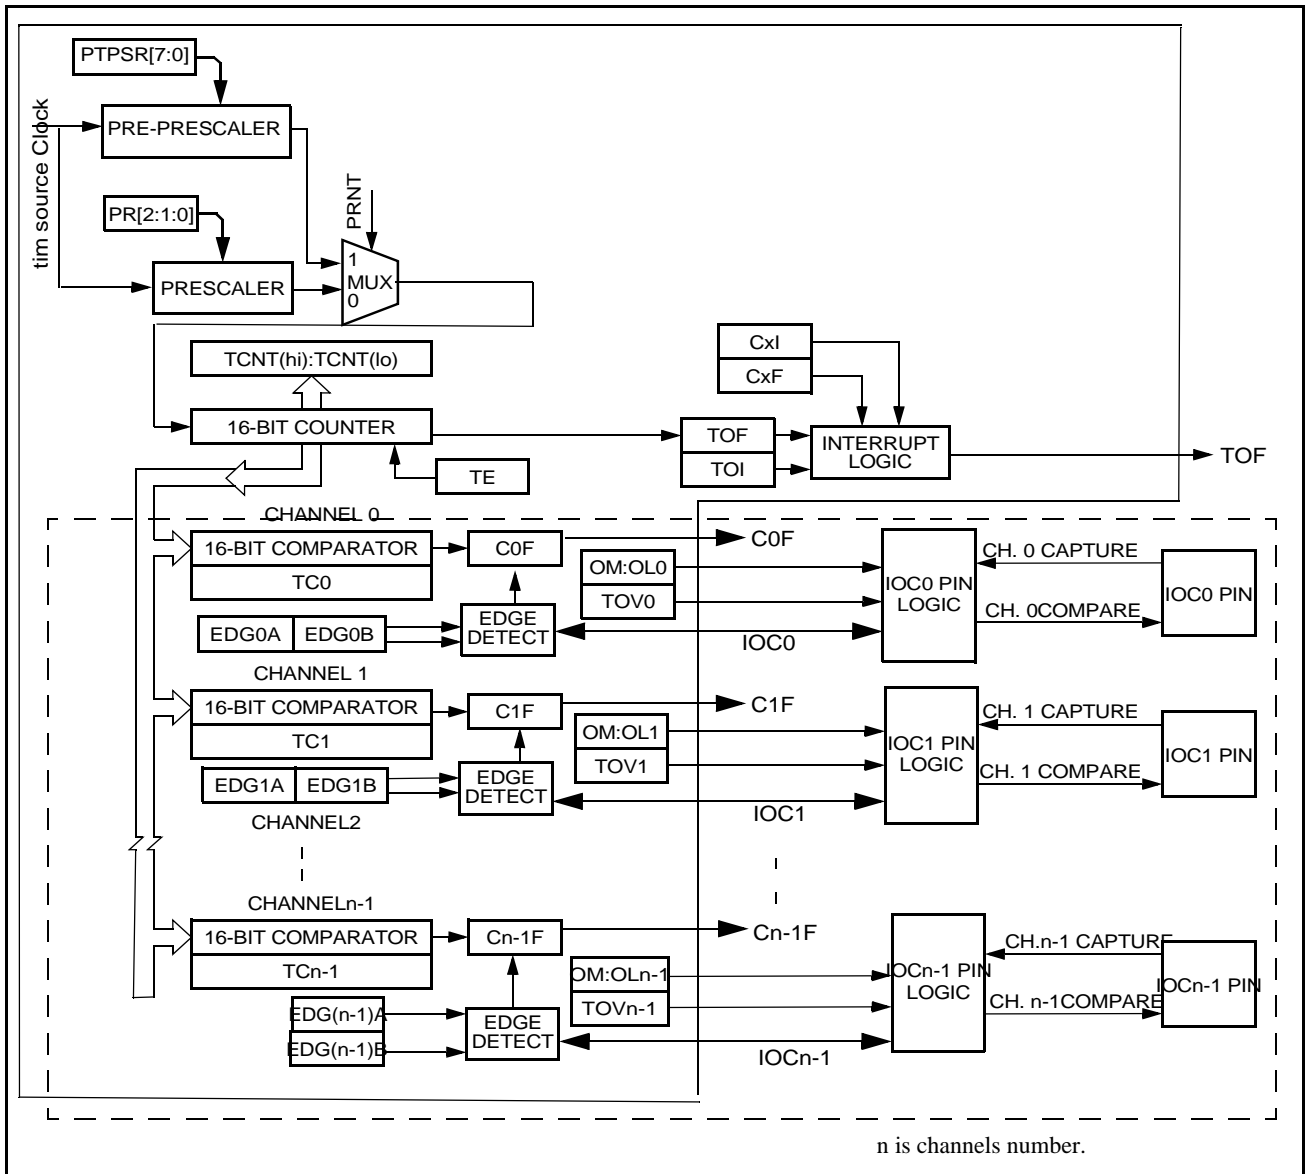 PTPSR[7:0]
tim source Clock
PRE-PRESCALER
PR[2:1:0]
PRNT
1
MUX
0
PRESCALER
TCNT(hi):TCNT(lo)
CxI
CxF
16-BIT COUNTER
TOF
TOI
INTERRUPT
LOGIC
TOF
TE
CHANNEL 0
16-BIT COMPARATOR
TC0
C0F
C0F
OM:OL0
TOV0
IOC0 PIN
LOGIC
CH. 0 CAPTURE
CH. 0COMPARE
IOC0 PIN
EDG0A
EDG0B
EDGE
DETECT
IOC0
CHANNEL 1
16-BIT COMPARATOR
TC1
C1F
C1F
OM:OL1
TOV1
IOC1 PIN
LOGIC
CH. 1 CAPTURE
CH. 1 COMPARE
IOC1 PIN
EDG1A
EDG1B
EDGE
DETECT
IOC1
CHANNEL2
CHANNELn-1
16-BIT COMPARATOR
TCn-1
Cn-1F
Cn-1F
OM:OLn-1
TOVn-1
IOCn-1 PIN
LOGIC
CH.n-1 CAPTURE
CH. n-1COMPARE
IOCn-1 PIN
EDG(n-1)A
EDG(n-1)B
EDGE
DETECT
IOCn-1
n is channels number.